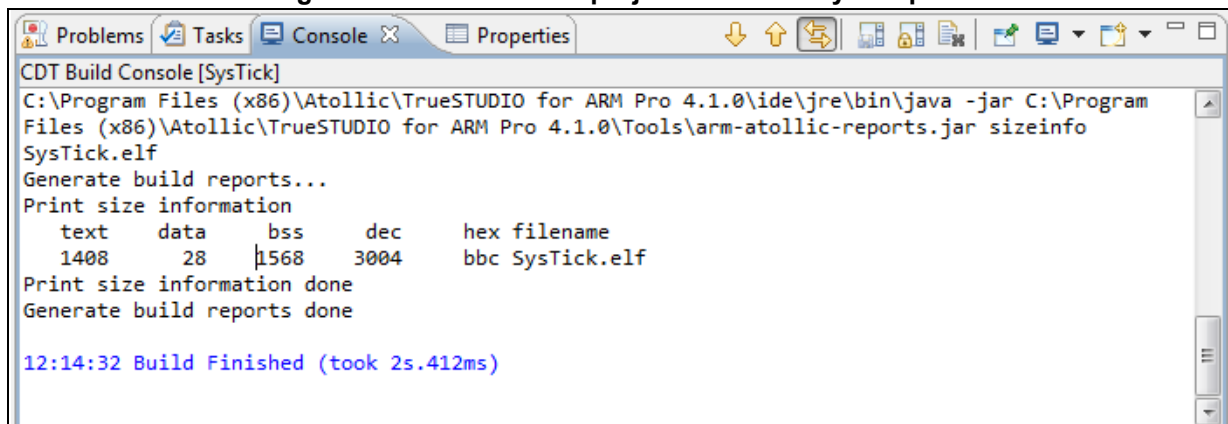 Problems Tasks Console Properties
CDT Build Console [SysTick]
C:\Program Files (x86)\Atollic\TrueSTUDIO for ARM Pro 4.1.0\ide\jre\bin\java -jar C:\Program
Files (x86)\Atollic\TrueSTUDIO for ARM Pro 4.1.0\Tools\arm-atollic-reports.jar sizeinfo
SysTick.elf
Generate build reports...
Print size information
   text    data     bss     dec     hex filename
   1408      28    1568    3004     bbc SysTick.elf
Print size information done
Generate build reports done
12:14:32 Build Finished (took 2s.412ms)